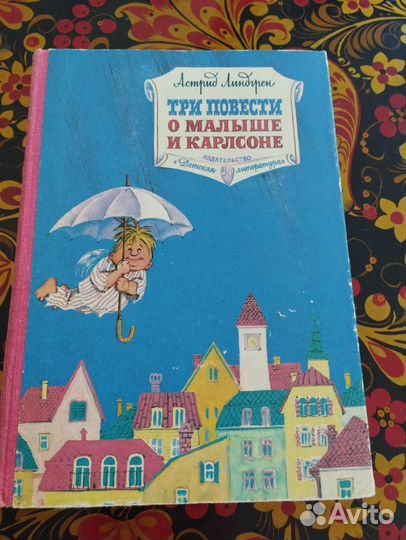 Астрид Линдгрен
ТРИ ПОВЕСТИ
О МАЛЫШЕ
И КАРЛСОНЕ
ИЗДАТЕЛЬСТВО
«Детская литература»
Avito